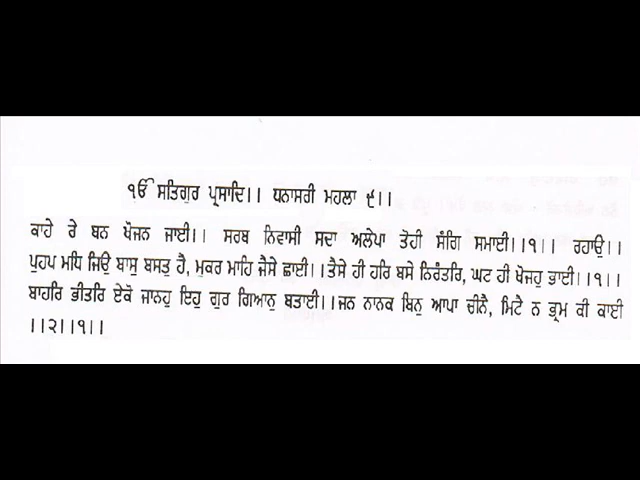 ੴ ਸਤਿਗੁਰ ਪ੍ਰਸਾਦਿ।। ਧਨਾਸਰੀ ਮਹਲਾ ੯।।
ਕਾਹੇ ਰੇ ਬਨ ਖੋਜਨ ਜਾਈ।। ਸਰਬ ਨਿਵਾਸੀ ਸਦਾ ਅਲੇਪਾ ਤੋਹੀ ਸੰਗਿ ਸਮਾਈ।।੧।। ਰਹਾਉ।।
ਪੁਹਪ ਮਧਿ ਜਿਉ ਬਾਸੁ ਬਸਤੁ ਹੈ, ਮੁਕਰ ਮਾਹਿ ਜੈਸੇ ਛਾਈ।।ਤੈਸੇ ਹੀ ਹਰਿ ਬਸੇ ਨਿਰੰਤਰਿ, ਘਟ ਹੀ ਖੋਜਹੁ ਭਾਈ।।੧।।
ਬਾਹਰਿ ਭੀਤਰਿ ਏਕੋ ਜਾਨਹੁ ਇਹੁ ਗੁਰ ਗਿਆਨੁ ਬਤਾਈ।।ਜਨ ਨਾਨਕ ਬਿਨੁ ਆਪਾ ਚੀਨੈ, ਮਿਟੈ ਨ ਭ੍ਰਮ ਕੀ ਕਾਈ
।।੨।।੧।।